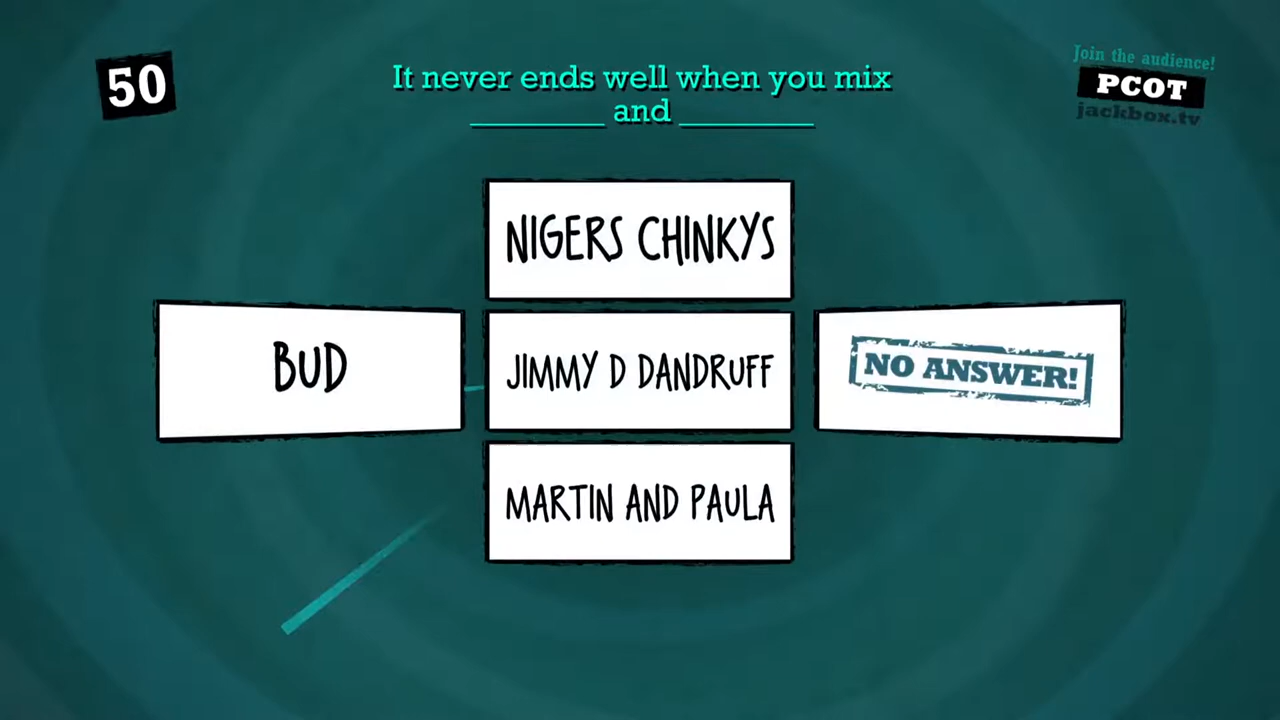 50
It never ends well when you mix
_________ and _________
Join the audience!
PCOT
jackbox.tv
NIGERS CHINKYS
BUD
JIMMY D DANDRUFF
NO ANSWER!
MARTIN AND PAULA